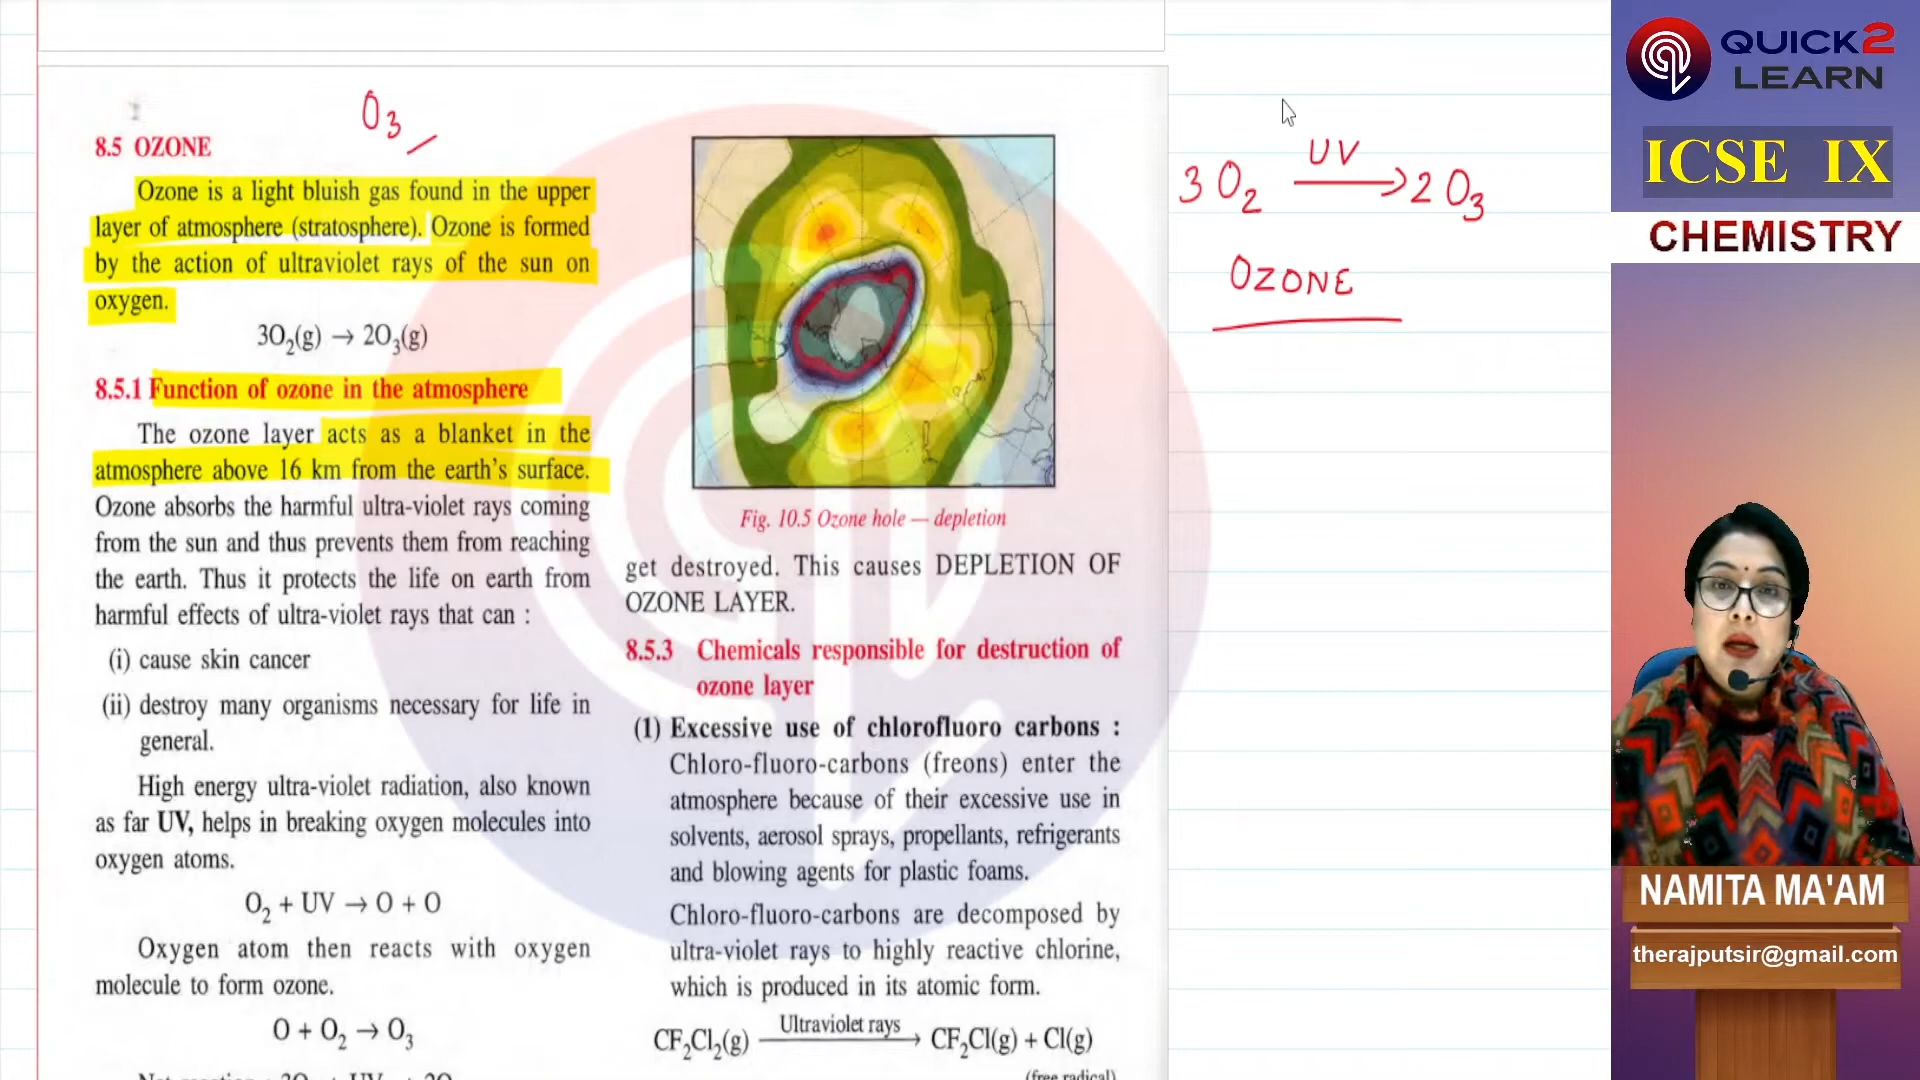 O3
8.5 OZONE
Ozone is a light bluish gas found in the upper
layer of atmosphere (stratosphere). Ozone is formed
by the action of ultraviolet rays of the sun on
oxygen.
3O2(g) → 2O3(g)
8.5.1 Function of ozone in the atmosphere
The ozone layer acts as a blanket in the
atmosphere above 16 km from the earth's surface.
Ozone absorbs the harmful ultra-violet rays coming
from the sun and thus prevents them from reaching
the earth. Thus it protects the life on earth from
harmful effects of ultra-violet rays that can :
(i) cause skin cancer
(ii) destroy many organisms necessary for life in
general.
High energy ultra-violet radiation, also known
as far UV, helps in breaking oxygen molecules into
oxygen atoms.
O2 + UV → O + O
Oxygen atom then reacts with oxygen
molecule to form ozone.
O + O2 → O3
Fig. 10.5 Ozone hole — depletion
get destroyed. This causes DEPLETION OF
OZONE LAYER.
8.5.3 Chemicals responsible for destruction of
ozone layer
(1) Excessive use of chlorofluoro carbons :
Chloro-fluoro-carbons (freons) enter the
atmosphere because of their excessive use in
solvents, aerosol sprays, propellants, refrigerants
and blowing agents for plastic foams.
Chloro-fluoro-carbons are decomposed by
ultra-violet rays to highly reactive chlorine,
which is produced in its atomic form.
Ultraviolet rays
CF2Cl2(g) → CF2Cl(g) + Cl(g)
(free radical)
UV
3O2 → 2O3
OZONE
QUICK2
LEARN
ICSE IX
CHEMISTRY
NAMITA MA'AM
therajputsir@gmail.com